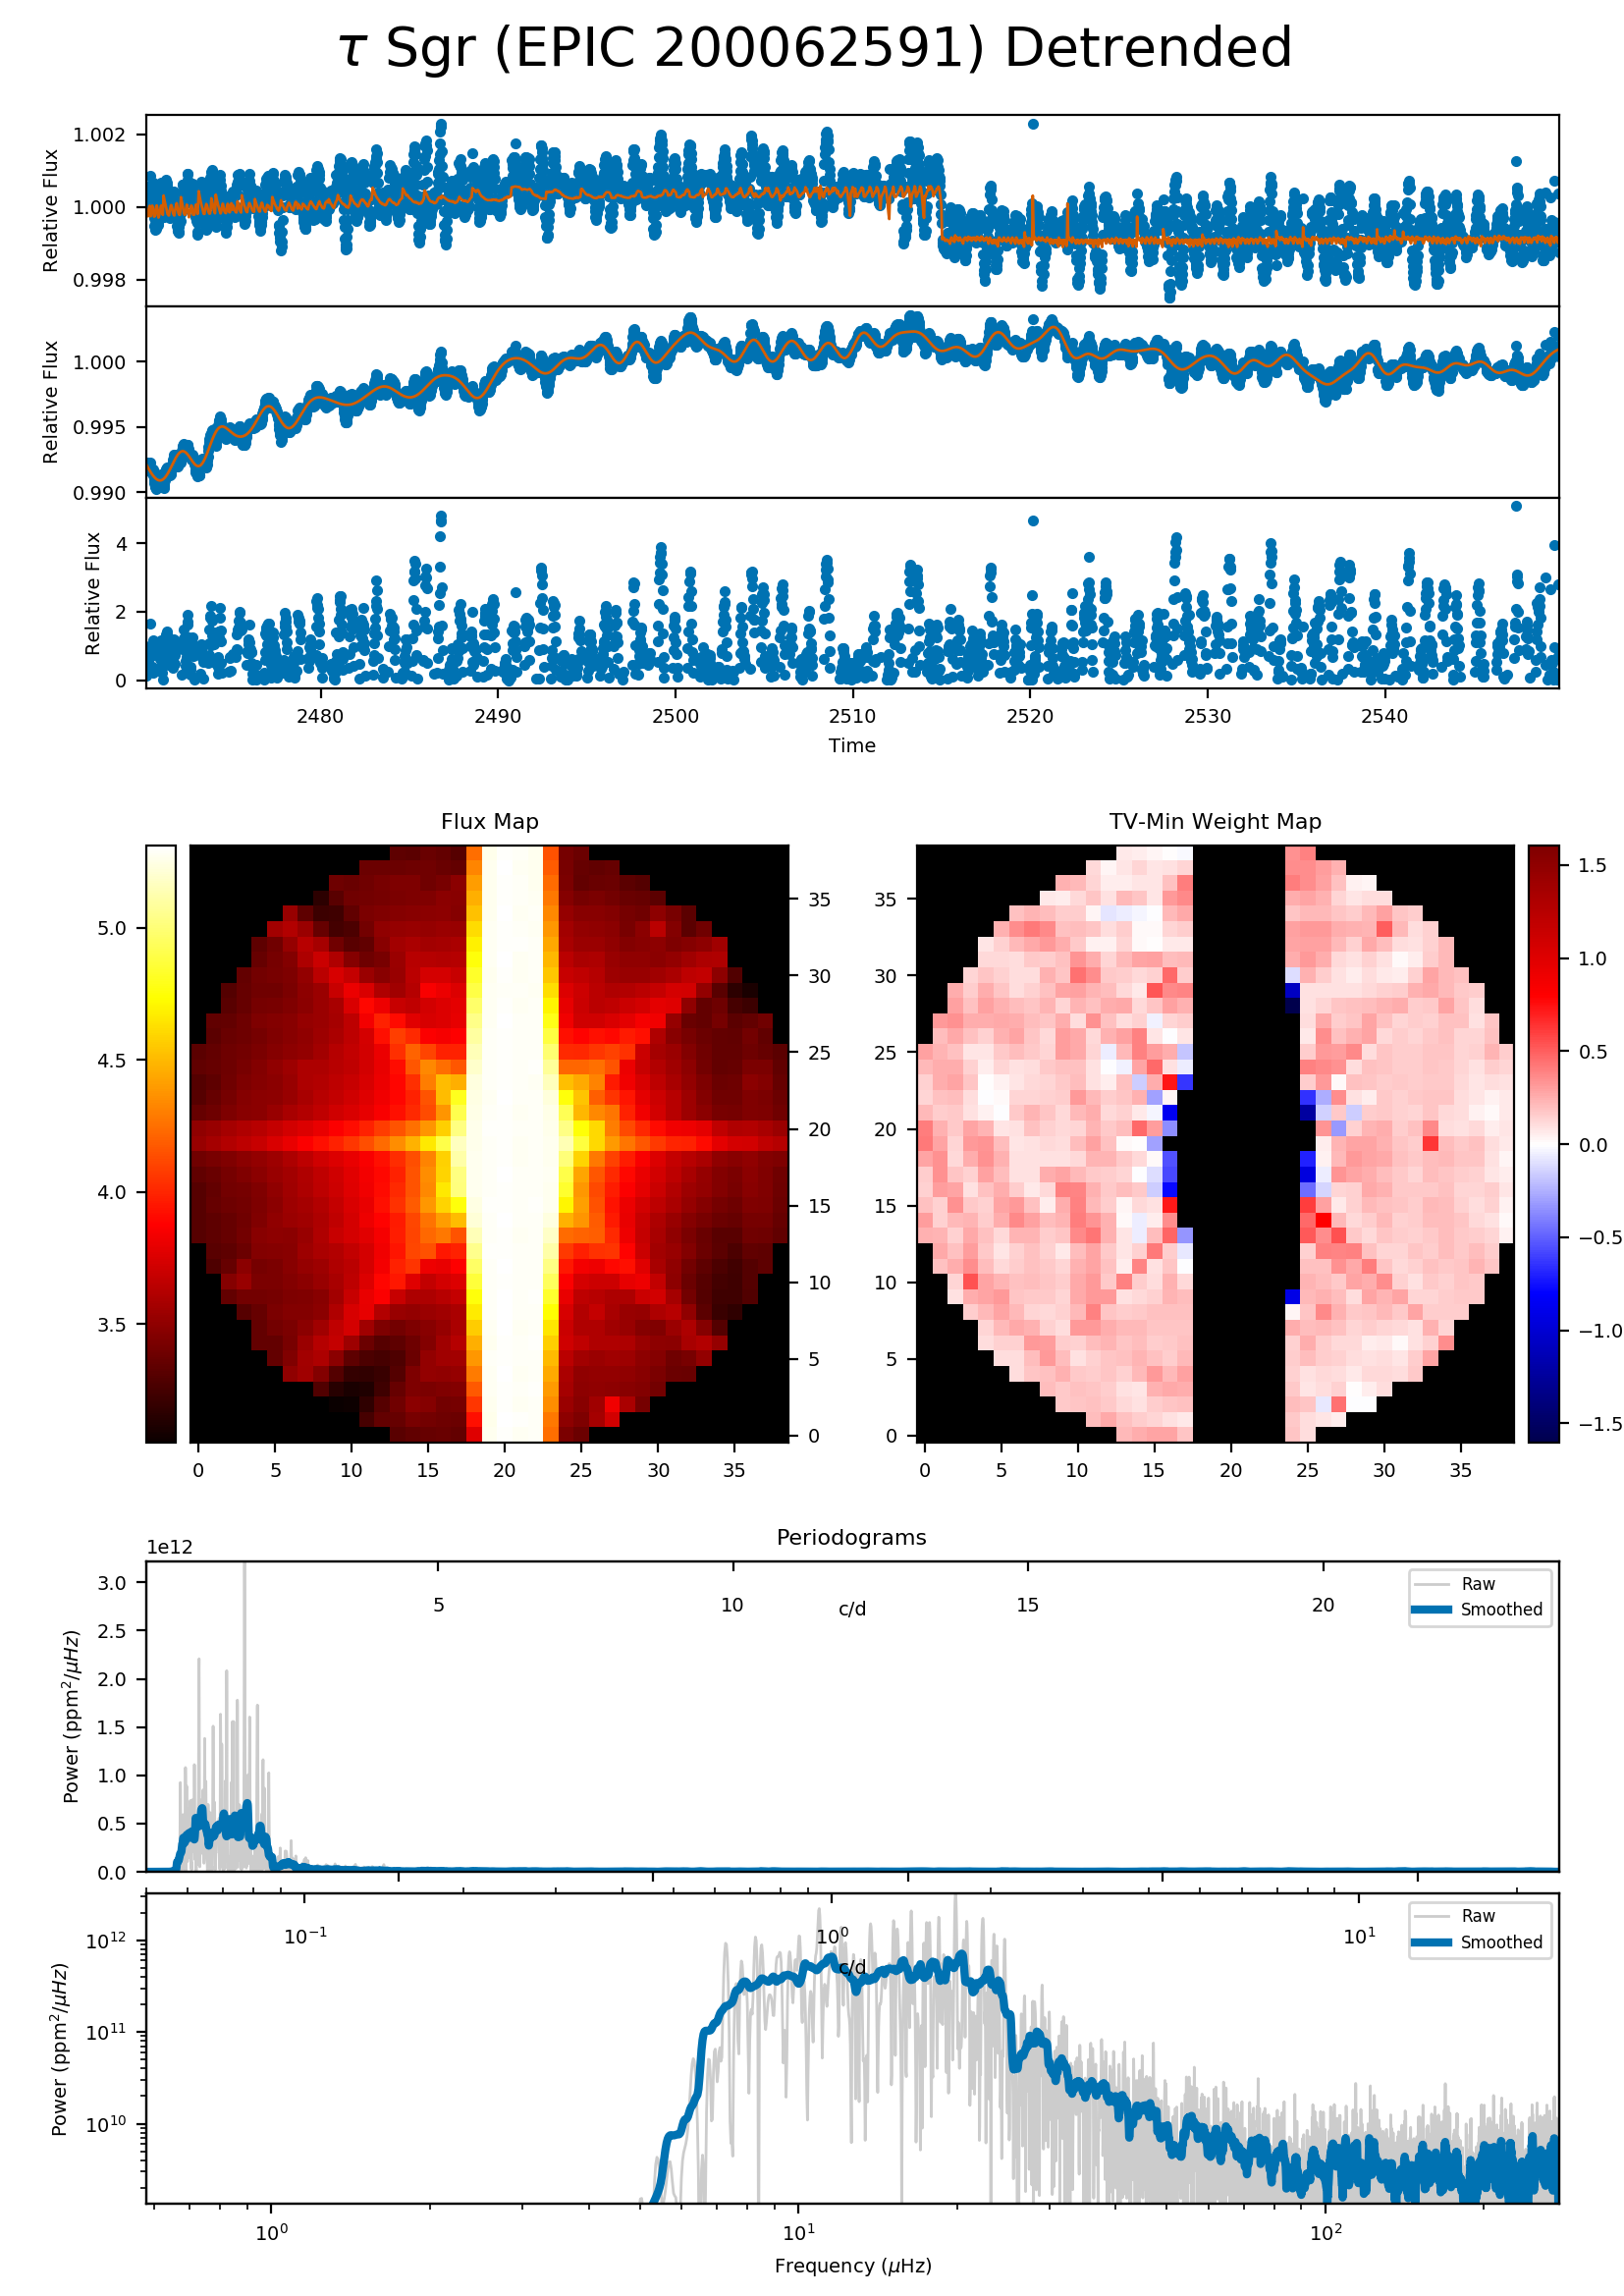 τ Sgr (EPIC 200062591) Detrended
Relative Flux
1.002
1.000
0.998
Relative Flux
1.000
0.995
0.990
Relative Flux
4
2
0
2480 2490 2500 2510 2520 2530 2540
Time
Flux Map
TV-Min Weight Map
5.0
4.5
4.0
3.5
35
30
25
20
15
10
5
0
0 5 10 15 20 25 30 35
35
30
25
20
15
10
5
0
0 5 10 15 20 25 30 35
1.5
1.0
0.5
0.0
−0.5
−1.0
−1.5
Periodograms
1e12
Power (ppm²/μHz)
3.0
2.5
2.0
1.5
1.0
0.5
0.0
5 10 15 20
c/d
Raw
Smoothed
Power (ppm²/μHz)
10¹²
10¹¹
10¹⁰
10⁻¹ 10⁰ 10¹
c/d
Raw
Smoothed
10⁰ 10¹ 10²
Frequency (μHz)